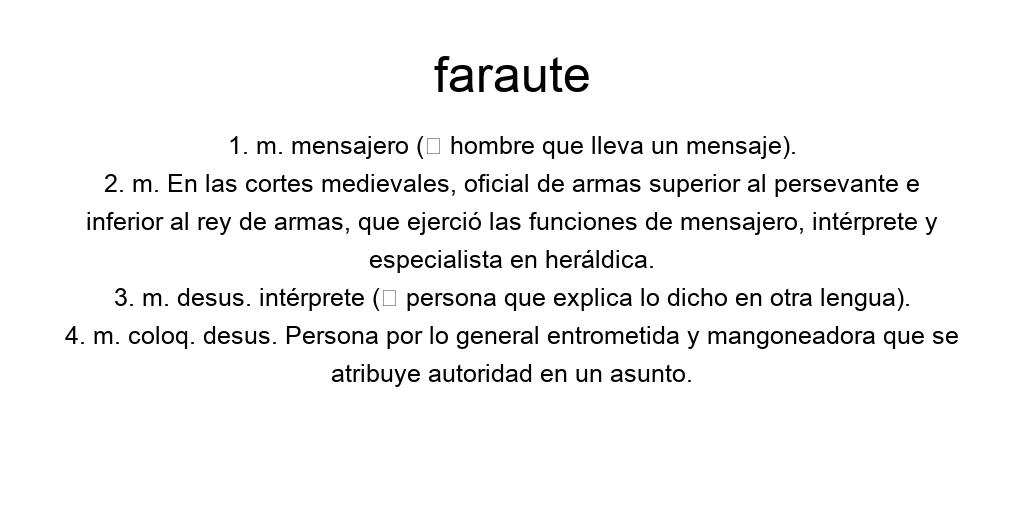 faraute
1. m. mensajero (□ hombre que lleva un mensaje).
2. m. En las cortes medievales, oficial de armas superior al persevante e
inferior al rey de armas, que ejerció las funciones de mensajero, intérprete y
especialista en heráldica.
3. m. desus. intérprete (□ persona que explica lo dicho en otra lengua).
4. m. coloq. desus. Persona por lo general entrometida y mangoneadora que se
atribuye autoridad en un asunto.